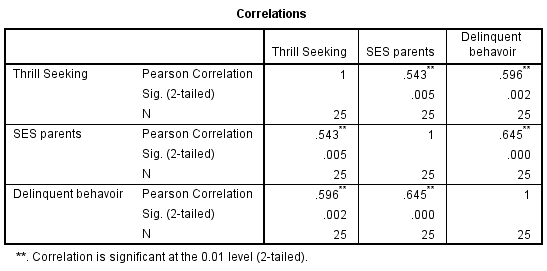 Correlations
Thrill Seeking SES parents Delinquent behavoir
Thrill Seeking Pearson Correlation 1 .543** .596**
Sig. (2-tailed) .005 .002
N 25 25 25
SES parents Pearson Correlation .543** 1 .645**
Sig. (2-tailed) .005 .000
N 25 25 25
Delinquent behavoir Pearson Correlation .596** .645** 1
Sig. (2-tailed) .002 .000
N 25 25 25
**. Correlation is significant at the 0.01 level (2-tailed).